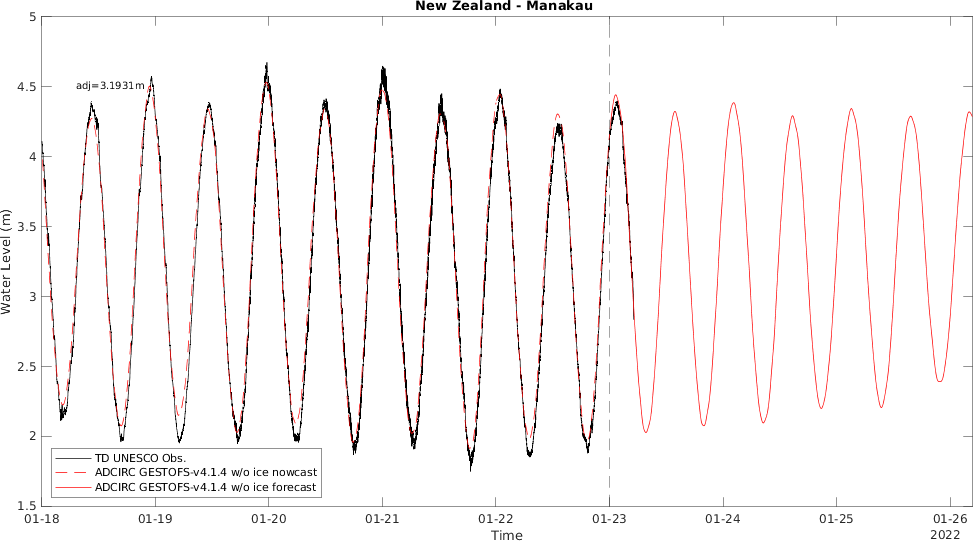 New Zealand - Manakau
5
4.5
4
3.5
3
2.5
2
1.5
Water Level (m)
adj=3.1931m
TD UNESCO Obs.
ADCIRC GESTOFS-v4.1.4 w/o ice nowcast
ADCIRC GESTOFS-v4.1.4 w/o ice forecast
01-18 01-19 01-20 01-21 01-22 01-23 01-24 01-25 01-26
Time 2022